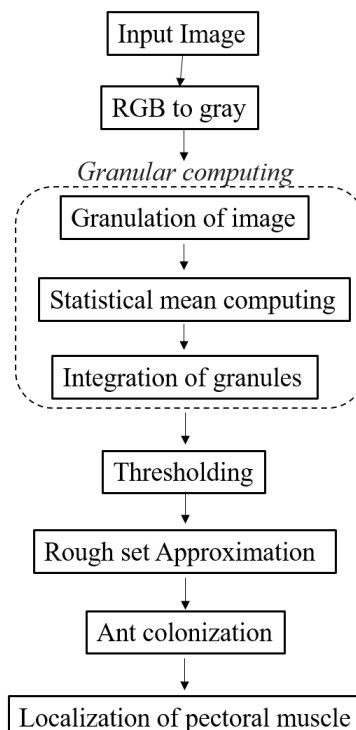 Input Image
RGB to gray
Granular computing
Granulation of image
Statistical mean computing
Integration of granules
Thresholding
Rough set Approximation
Ant colonization
Localization of pectoral muscle